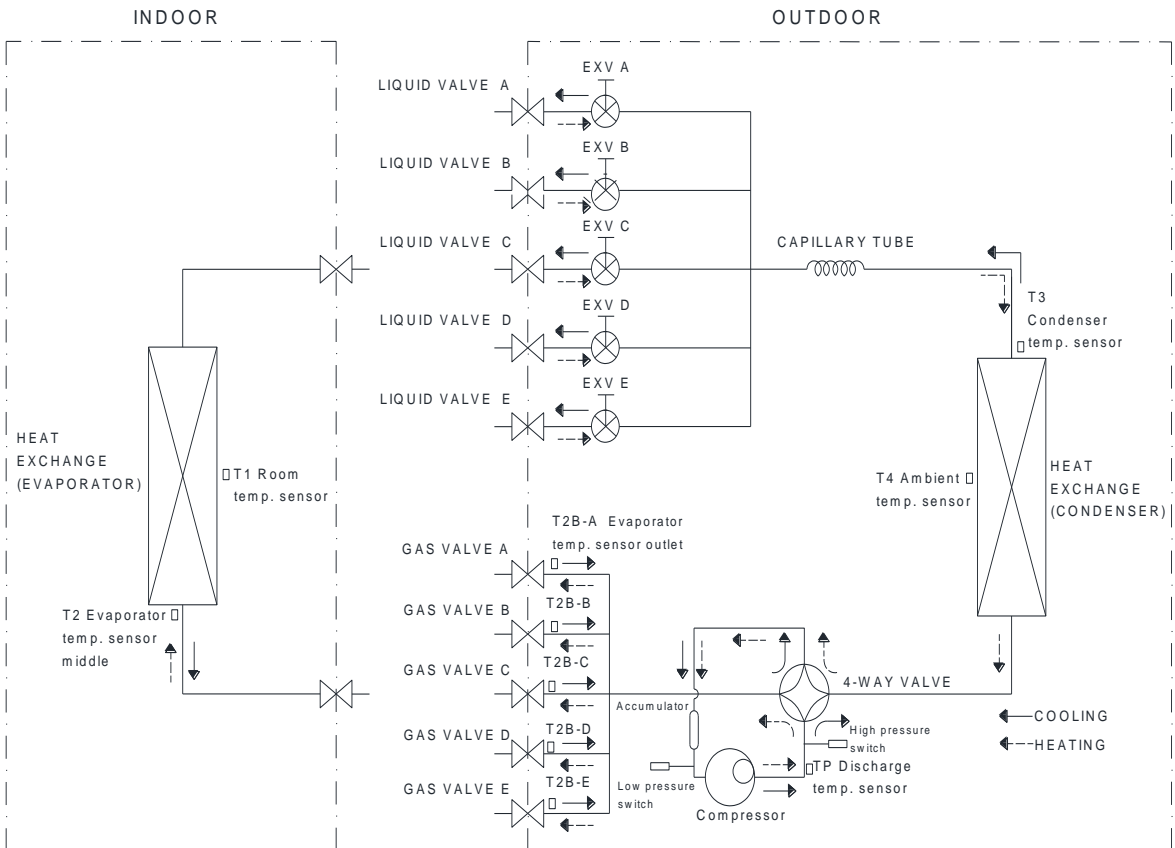 INDOOR
OUTDOOR
EXV A
LIQUID VALVE A
EXV B
LIQUID VALVE B
EXV C
LIQUID VALVE C
CAPILLARY TUBE
T3
Condenser
temp. sensor
EXV D
LIQUID VALVE D
EXV E
LIQUID VALVE E
HEAT
EXCHANGE
(EVAPORATOR)
T1 Room
temp. sensor
T4 Ambient
temp. sensor
HEAT
EXCHANGE
(CONDENSER)
T2B-A Evaporator
temp. sensor outlet
GAS VALVE A
T2 Evaporator
temp. sensor
middle
GAS VALVE B
T2B-B
GAS VALVE C
T2B-C
4-WAY VALVE
Accumulator
COOLING
HEATING
GAS VALVE D
T2B-D
High pressure
switch
TP Discharge
temp. sensor
GAS VALVE E
T2B-E
Low pressure
switch
Compressor